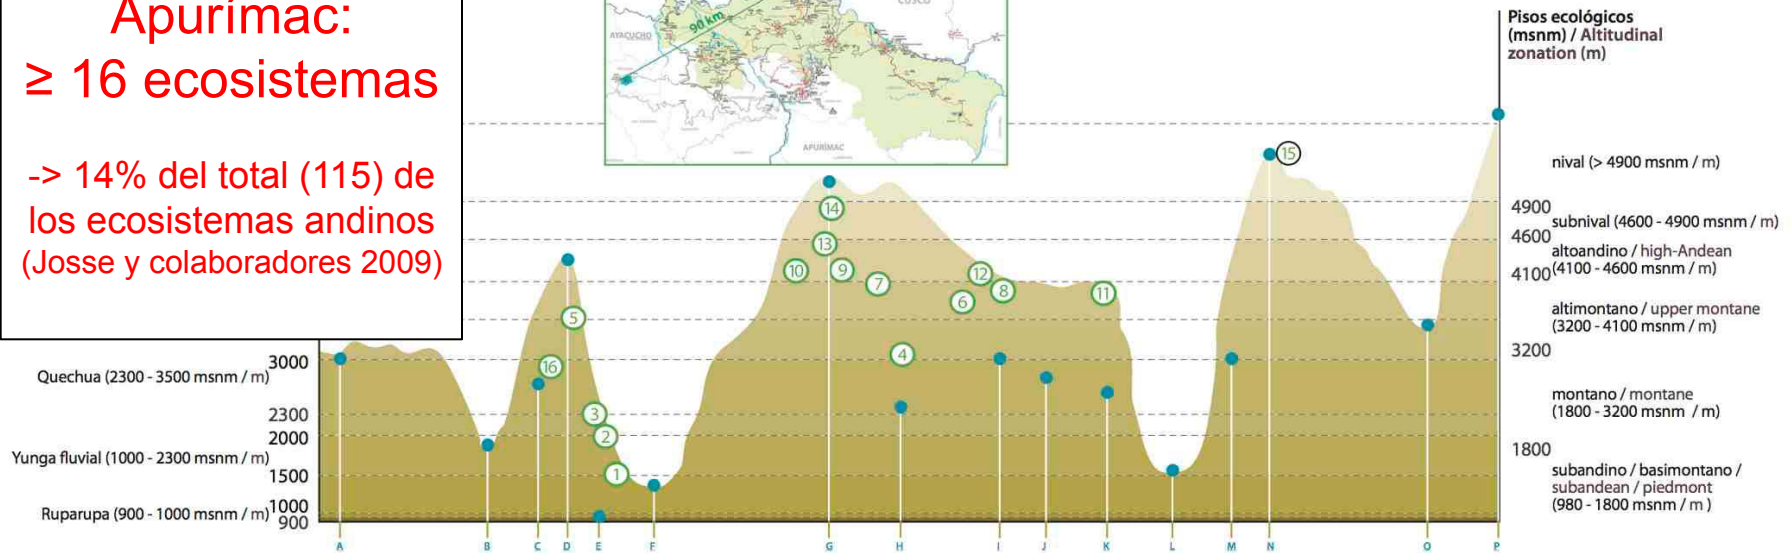 Apurímac:
≥ 16 ecosistemas
-> 14% del total (115) de
los ecosistemas andinos
(Josse y colaboradores 2009)
CUSCO
90 km
AYACUCHO
APURÍMAC
Pisos ecológicos
(msnm) / Altitudinal
zonation (m)
nival (> 4900 msnm / m)
4900
subnival (4600 - 4900 msnm / m)
4600
altoandino / high-Andean
4100 (4100 - 4600 msnm / m)
altimontano / upper montane
(3200 - 4100 msnm / m)
3200
montano / montane
(1800 - 3200 msnm / m)
1800
subandino / basimontano /
subandean / piedmont
(980 - 1800 msnm / m )
3000
Quechua (2300 - 3500 msnm / m)
2300
2000
Yunga fluvial (1000 - 2300 msnm / m)
1500
1000
Ruparupa (900 - 1000 msnm / m)
900
15
14
13
10
9
12
7
8
11
6
5
4
16
3
2
1
A B C D E F G H I J K L M N O P